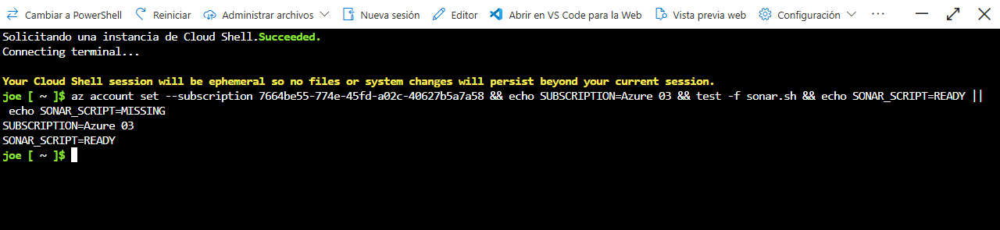 Cambiar a PowerShell Reiniciar Administrar archivos Nueva sesión Editor Abrir en VS Code para la Web Vista previa web Configuración ...
Solicitando una instancia de Cloud Shell.Succeeded.
Connecting terminal...
Your Cloud Shell session will be ephemeral so no files or system changes will persist beyond your current session.
joe [ ~ ]$ az account set --subscription 7664be55-774e-45fd-a02c-40627b5a7a58 && echo SUBSCRIPTION=Azure 03 && test -f sonar.sh && echo SONAR_SCRIPT=READY ||
echo SONAR_SCRIPT=MISSING
SUBSCRIPTION=Azure 03
SONAR_SCRIPT=READY
joe [ ~ ]$